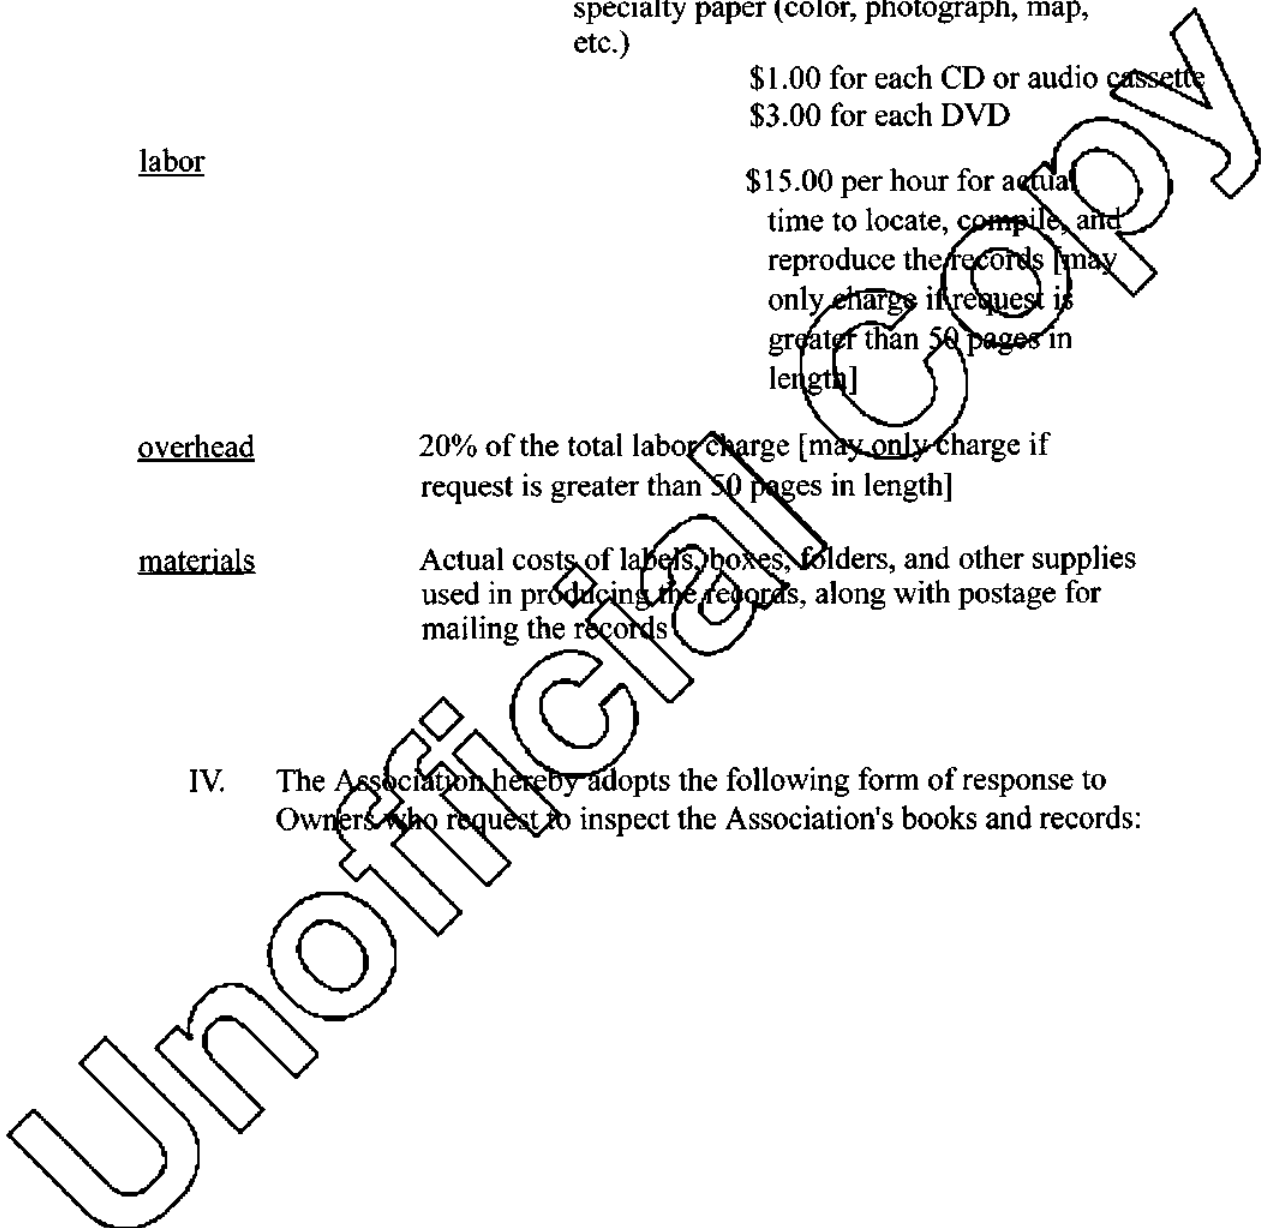 specialty paper (color, photograph, map,
etc.)
$1.00 for each CD or audio cassette
$3.00 for each DVD
labor
$15.00 per hour for actual
time to locate, compile, and
reproduce the records [may
only charge if request is
greater than 50 pages in
length]
overhead 20% of the total labor charge [may only charge if
request is greater than 50 pages in length]
materials Actual costs of labels, boxes, folders, and other supplies
used in producing the records, along with postage for
mailing the records
IV. The Association hereby adopts the following form of response to
Owners who request to inspect the Association's books and records:
Unofficial Copy